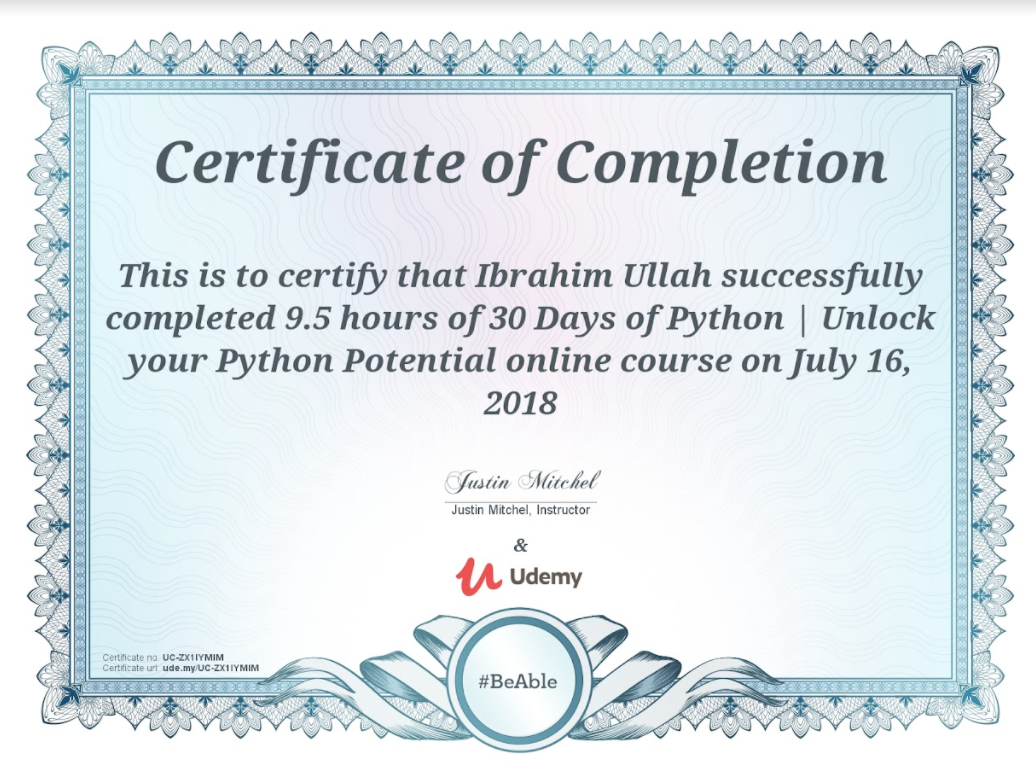 Certificate of Completion
This is to certify that Ibrahim Ullah successfully
completed 9.5 hours of 30 Days of Python | Unlock
your Python Potential online course on July 16,
2018
Justin Mitchel
Justin Mitchel, Instructor
&
Udemy
Certificate no: UC-ZX1IYMIM
Certificate url: ude.my/UC-ZX1IYMIM
#BeAble